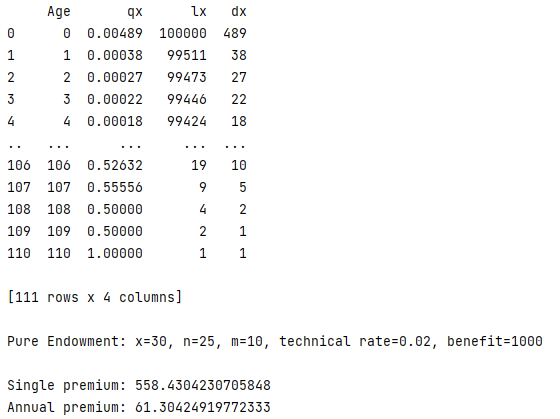 Age qx lx dx
0 0 0.00489 100000 489
1 1 0.00038 99511 38
2 2 0.00027 99473 27
3 3 0.00022 99446 22
4 4 0.00018 99424 18
.. ... ... ... ...
106 106 0.52632 19 10
107 107 0.55556 9 5
108 108 0.50000 4 2
109 109 0.50000 2 1
110 110 1.00000 1 1
[111 rows x 4 columns]
Pure Endowment: x=30, n=25, m=10, technical rate=0.02, benefit=1000
Single premium: 558.4304230705848
Annual premium: 61.30424919772333